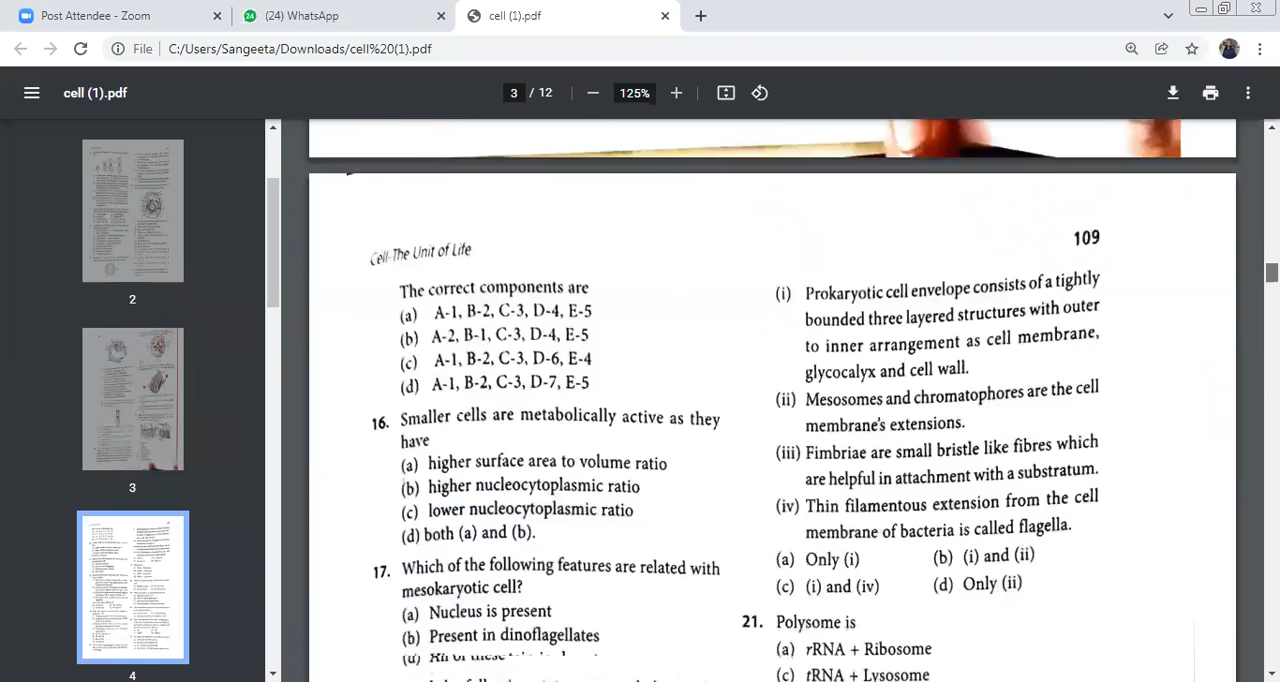 Post Attendee - Zoom
(24) WhatsApp
cell (1).pdf
File
C:/Users/Sangeeta/Downloads/cell%20(1).pdf
cell (1).pdf
3 / 12
125%
2
3
4
Cell-The Unit of Life
The correct components are
(a) A-1, B-2, C-3, D-4, E-5
(b) A-2, B-1, C-3, D-4, E-5
(c) A-1, B-2, C-3, D-6, E-4
(d) A-1, B-2, C-3, D-7, E-5
16. Smaller cells are metabolically active as they
have
(a) higher surface area to volume ratio
(b) higher nucleocytoplasmic ratio
(c) lower nucleocytoplasmic ratio
(d) both (a) and (b).
Which of the following features are related with
prokaryotic cell?
(a) Nucleus is
Present in
109
(i) Prokaryotic cell envelope consists of a tightly
bounded three layered structures with outer
to inner arrangement as cell membrane,
glycocalyx and cell wall.
(ii) Mesosomes and chromatophores are the cell
membrane's extensions.
(iii) Fimbriae are small bristle like fibres which
are helpful in attachment with a substratum.
(iv) Thin filamentous extension from the cell
membrane of bacteria is called flagella.
(a) Only (i)
(b) (i) and (ii)
(c) and (iv)
(d) Only (ii)
21. Polysome is
(a) rRNA + Ribosome
(c) tRNA + Lysosome